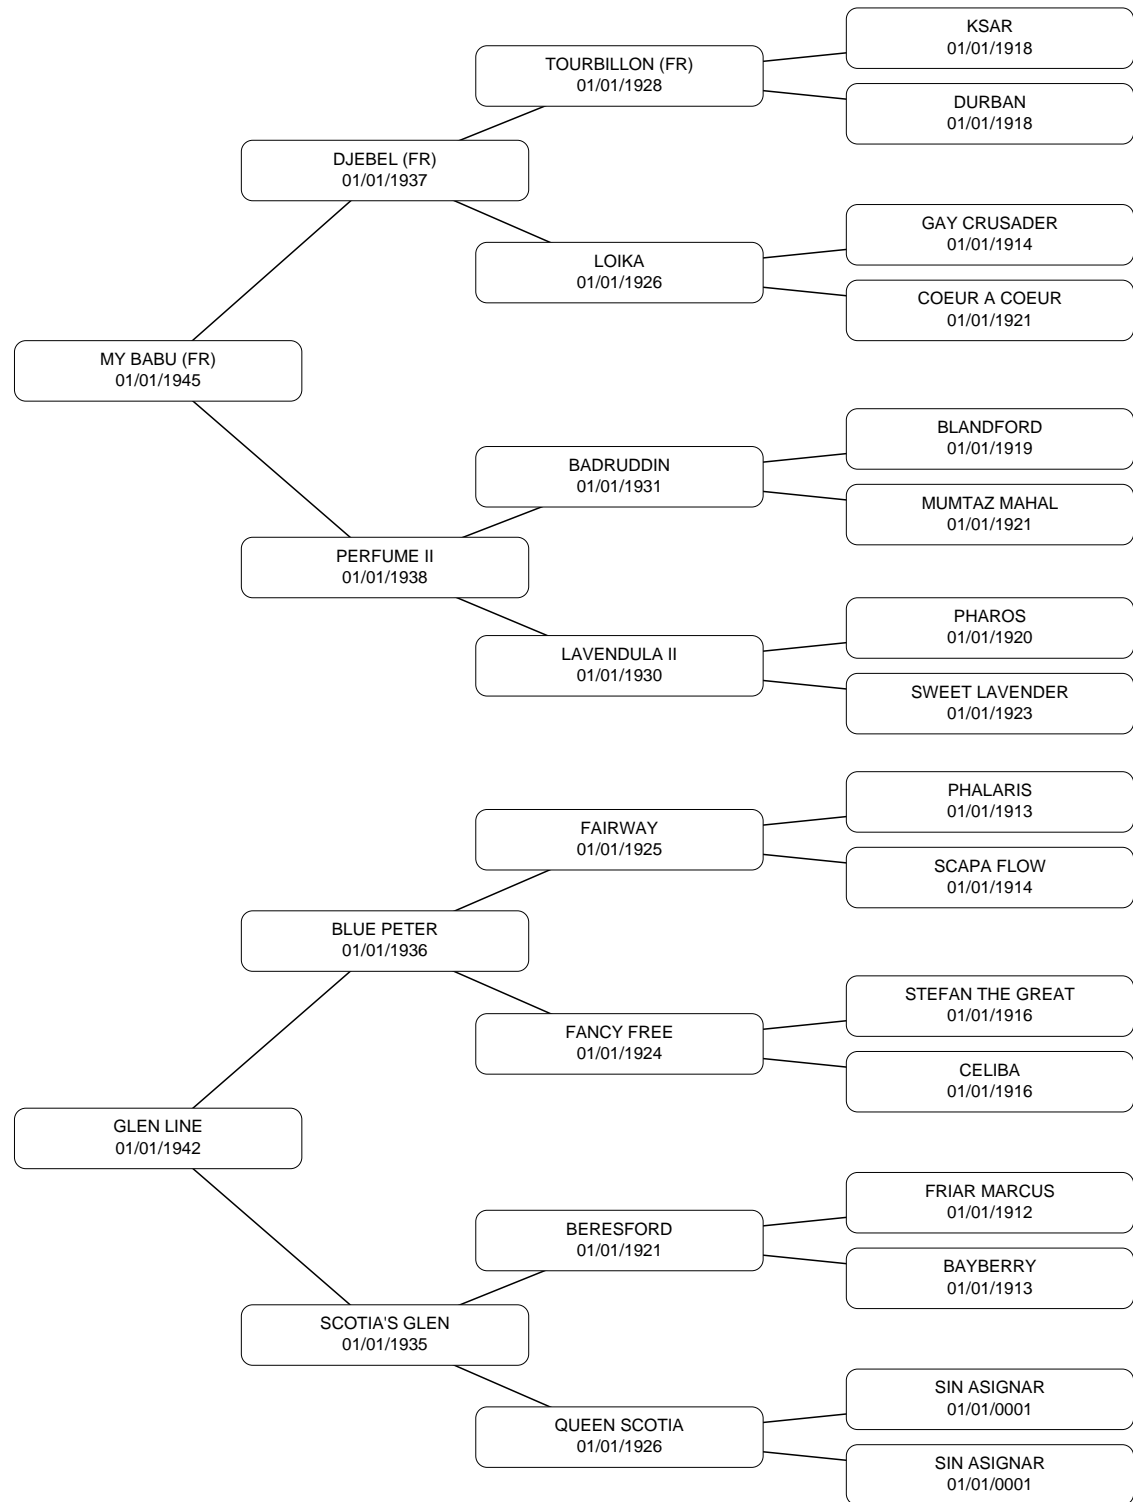 KSAR
01/01/1918
TOURBILLON (FR)
01/01/1928
DURBAN
01/01/1918
DJEBEL (FR)
01/01/1937
GAY CRUSADER
01/01/1914
LOIKA
01/01/1926
COEUR A COEUR
01/01/1921
MY BABU (FR)
01/01/1945
BLANDFORD
01/01/1919
BADRUDDIN
01/01/1931
MUMTAZ MAHAL
01/01/1921
PERFUME II
01/01/1938
PHAROS
01/01/1920
LAVENDULA II
01/01/1930
SWEET LAVENDER
01/01/1923
PHALARIS
01/01/1913
FAIRWAY
01/01/1925
SCAPA FLOW
01/01/1914
BLUE PETER
01/01/1936
STEFAN THE GREAT
01/01/1916
FANCY FREE
01/01/1924
CELIBA
01/01/1916
GLEN LINE
01/01/1942
FRIAR MARCUS
01/01/1912
BERESFORD
01/01/1921
BAYBERRY
01/01/1913
SCOTIA'S GLEN
01/01/1935
SIN ASIGNAR
01/01/0001
QUEEN SCOTIA
01/01/1926
SIN ASIGNAR
01/01/0001